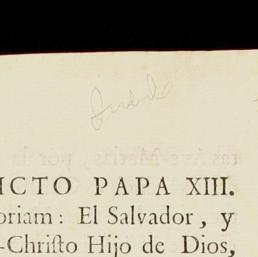 ICTO PAPA XIII.
oriam: El Salvador, y
-Chriſto Hijo de Dios,